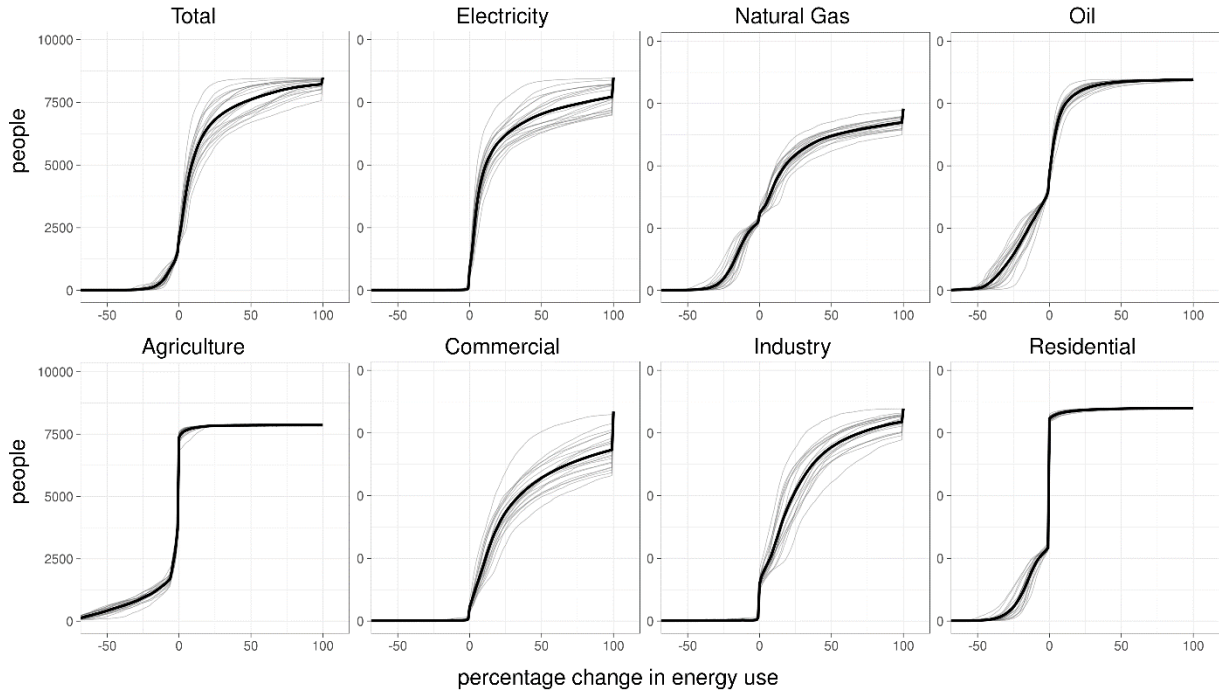 Total Electricity Natural Gas Oil
10000 0 0 0
7500 0 0 0
people
5000 0 0 0
2500 0 0 0
0 0 0 0
-50 0 50 100 -50 0 50 100 -50 0 50 100 -50 0 50 100
Agriculture Commercial Industry Residential
10000 0 0 0
7500 0 0 0
people
5000 0 0 0
2500 0 0 0
0 0 0 0
-50 0 50 100 -50 0 50 100 -50 0 50 100 -50 0 50 100
percentage change in energy use